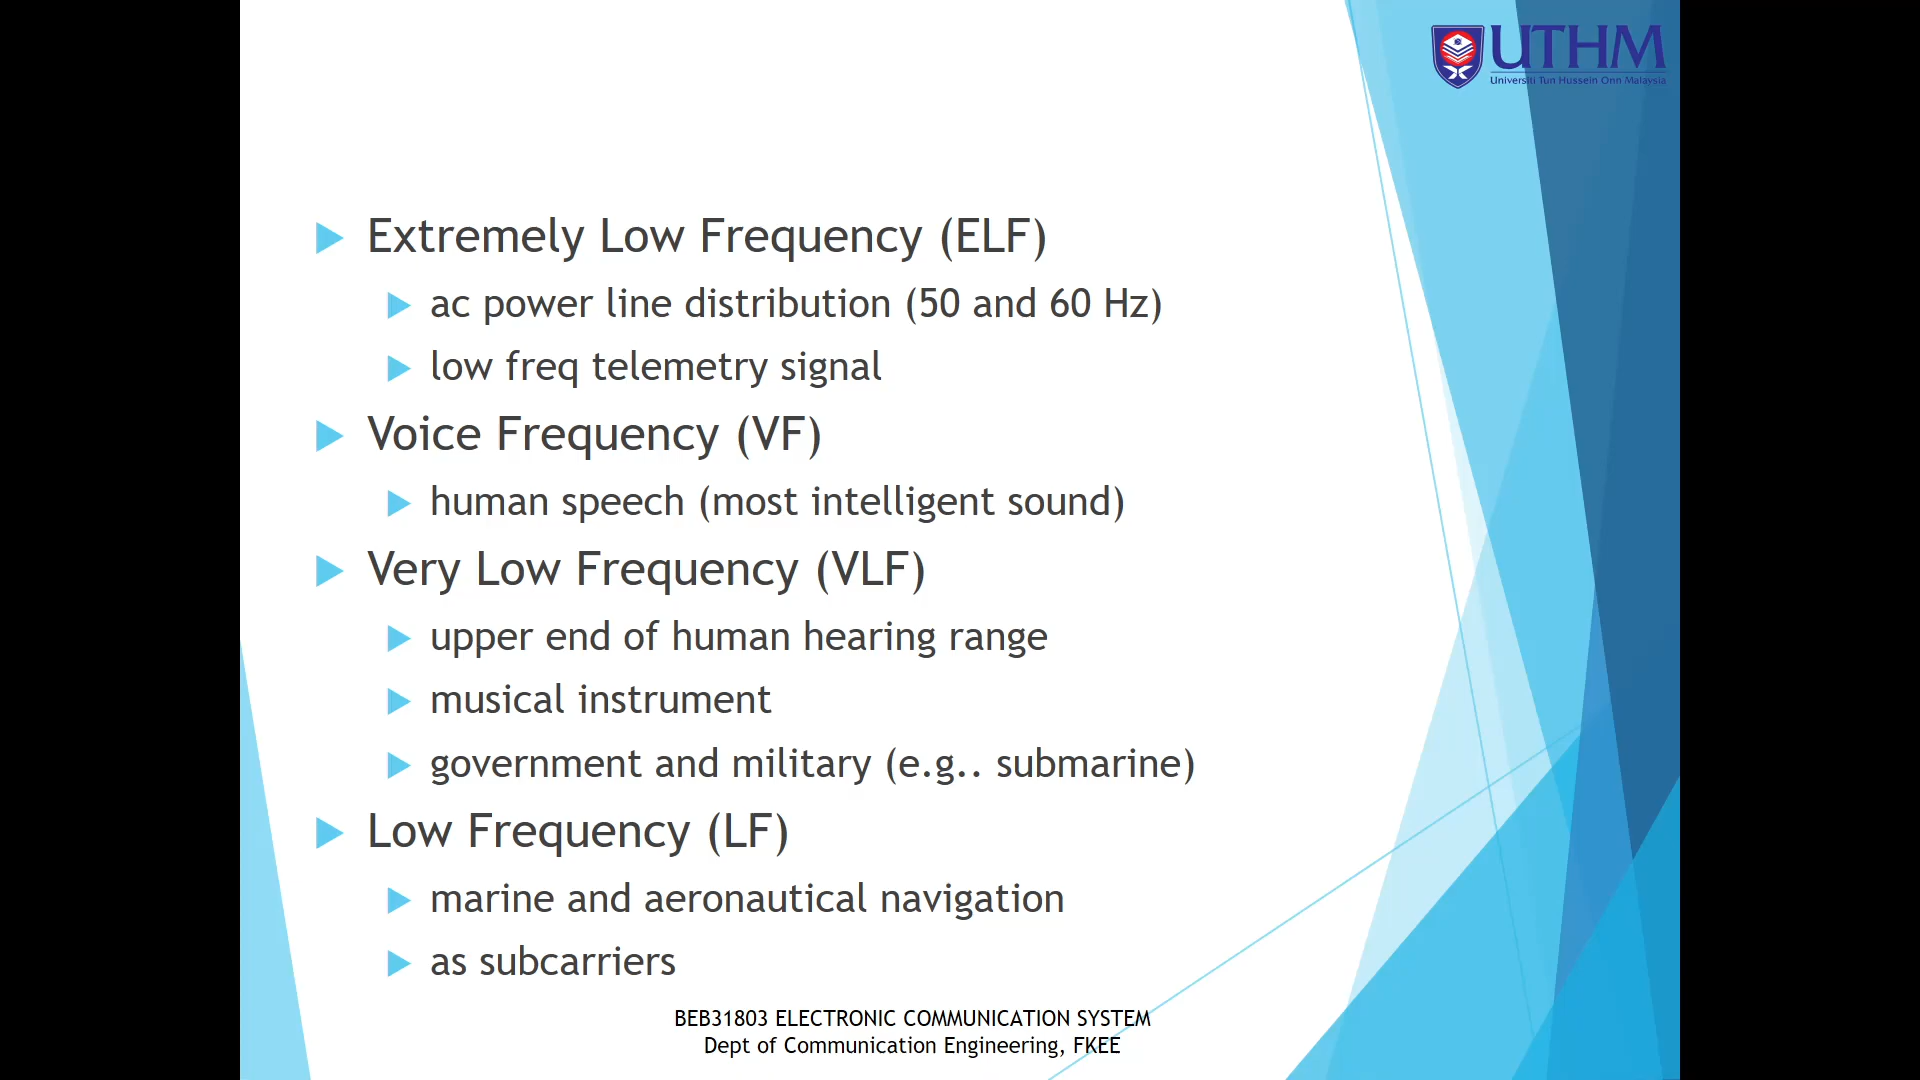 UTHM
Universiti Tun Hussein Onn Malaysia
Extremely Low Frequency (ELF)
ac power line distribution (50 and 60 Hz)
low freq telemetry signal
Voice Frequency (VF)
human speech (most intelligent sound)
Very Low Frequency (VLF)
upper end of human hearing range
musical instrument
government and military (e.g.. submarine)
Low Frequency (LF)
marine and aeronautical navigation
as subcarriers
BEB31803 ELECTRONIC COMMUNICATION SYSTEM
Dept of Communication Engineering, FKEE